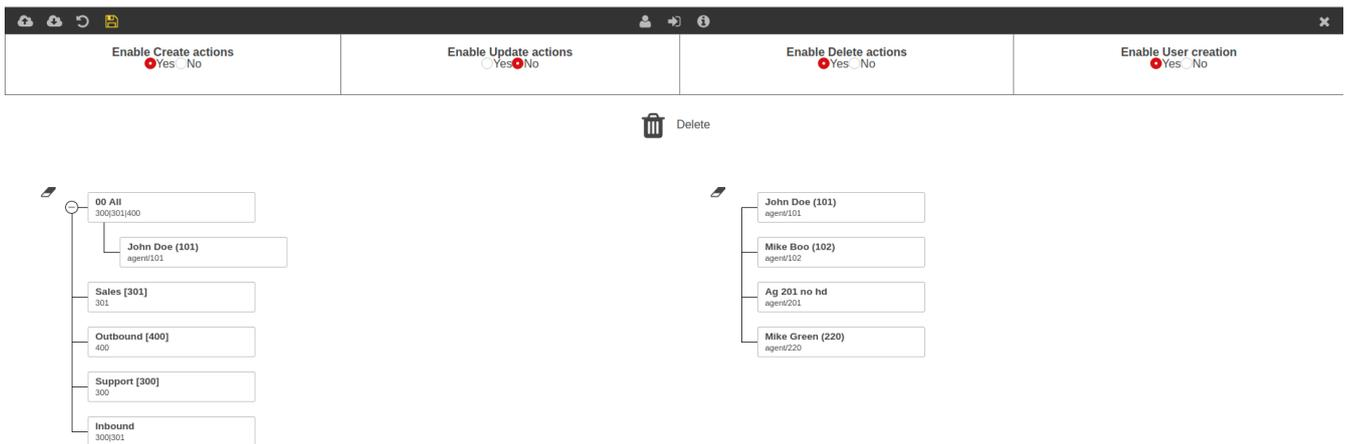 Enable Create actions
Yes No
Enable Update actions
Yes No
Enable Delete actions
Yes No
Enable User creation
Yes No
Delete
00 All
300|301|400
John Doe (101)
agent/101
Sales [301]
301
Outbound [400]
400
Support [300]
300
Inbound
300|301
John Doe (101)
agent/101
Mike Boo (102)
agent/102
Ag 201 no hd
agent/201
Mike Green (220)
agent/220